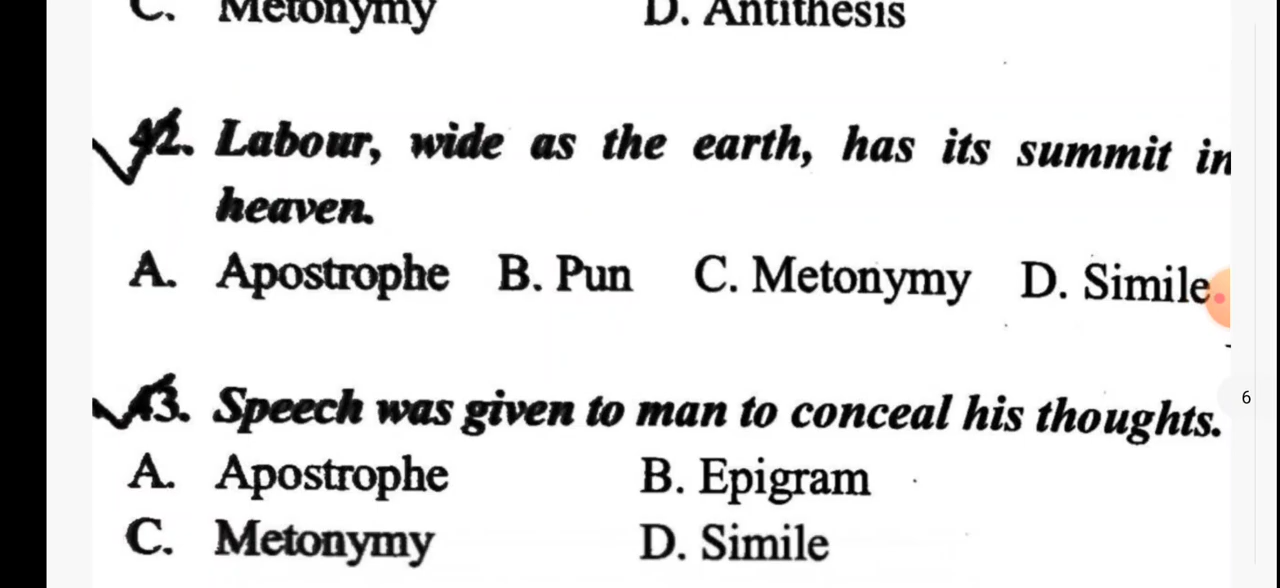 C. Metonymy D. Antithesis
42. Labour, wide as the earth, has its summit in
heaven.
A. Apostrophe B. Pun C. Metonymy D. Simile
43. Speech was given to man to conceal his thoughts.
6
A. Apostrophe B. Epigram
C. Metonymy D. Simile